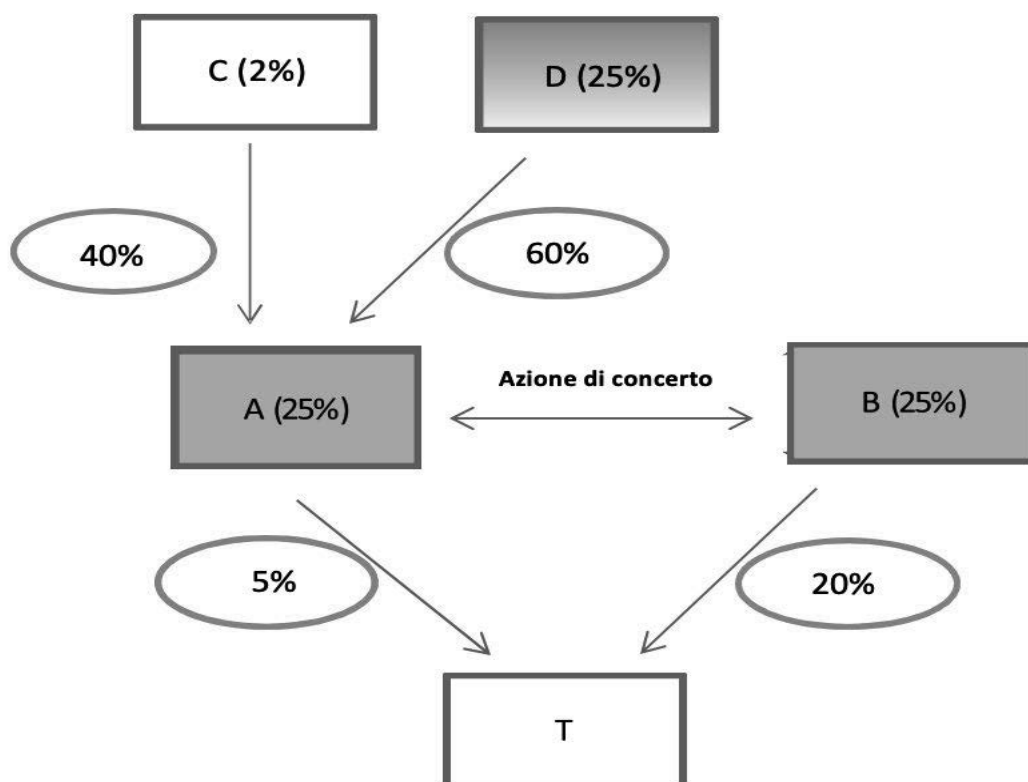 C (2%)
D (25%)
40%
60%
Azione di concerto
A (25%)
B (25%)
5%
20%
T